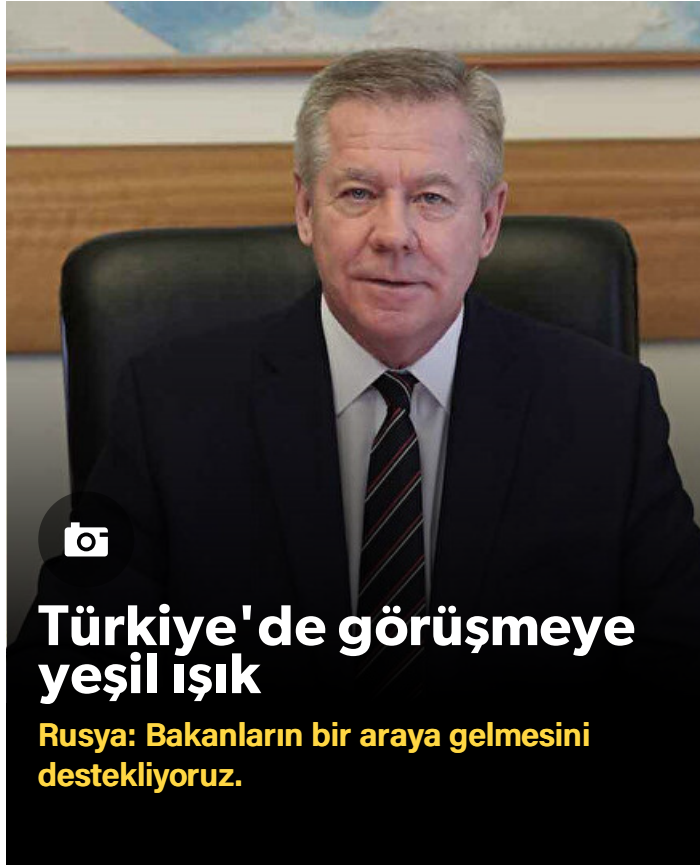 Türkiye'de görüşmeye
yeşil ışık
Rusya: Bakanların bir araya gelmesini
destekliyoruz.